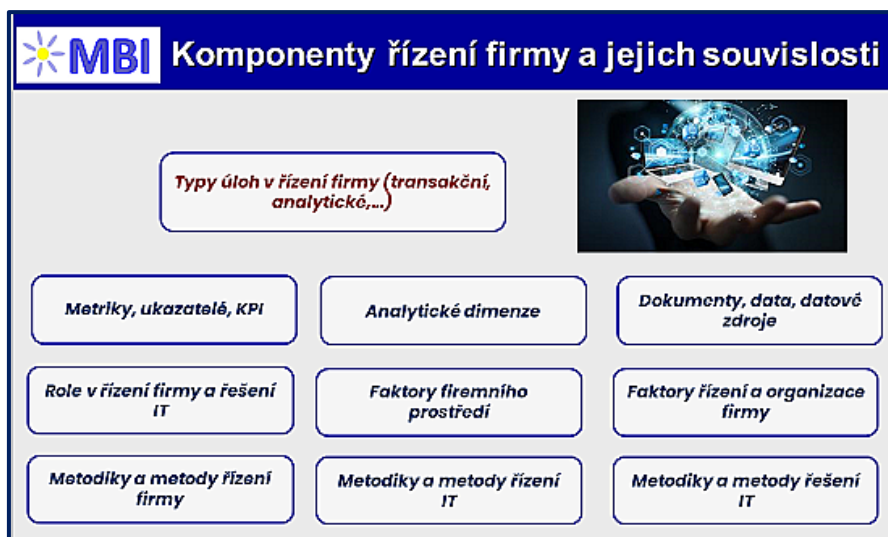 MBI Komponenty řízení firmy a jejich souvislosti
Typy úloh v řízení firmy (transakční,
analytické,...)
Metriky, ukazatelé, KPI
Analytické dimenze
Dokumenty, data, datové
zdroje
Role v řízení firmy a řešení
IT
Faktory firemního
prostředí
Faktory řízení a organizace
firmy
Metodiky a metody řízení
firmy
Metodiky a metody řízení
IT
Metodiky a metody řešení
IT